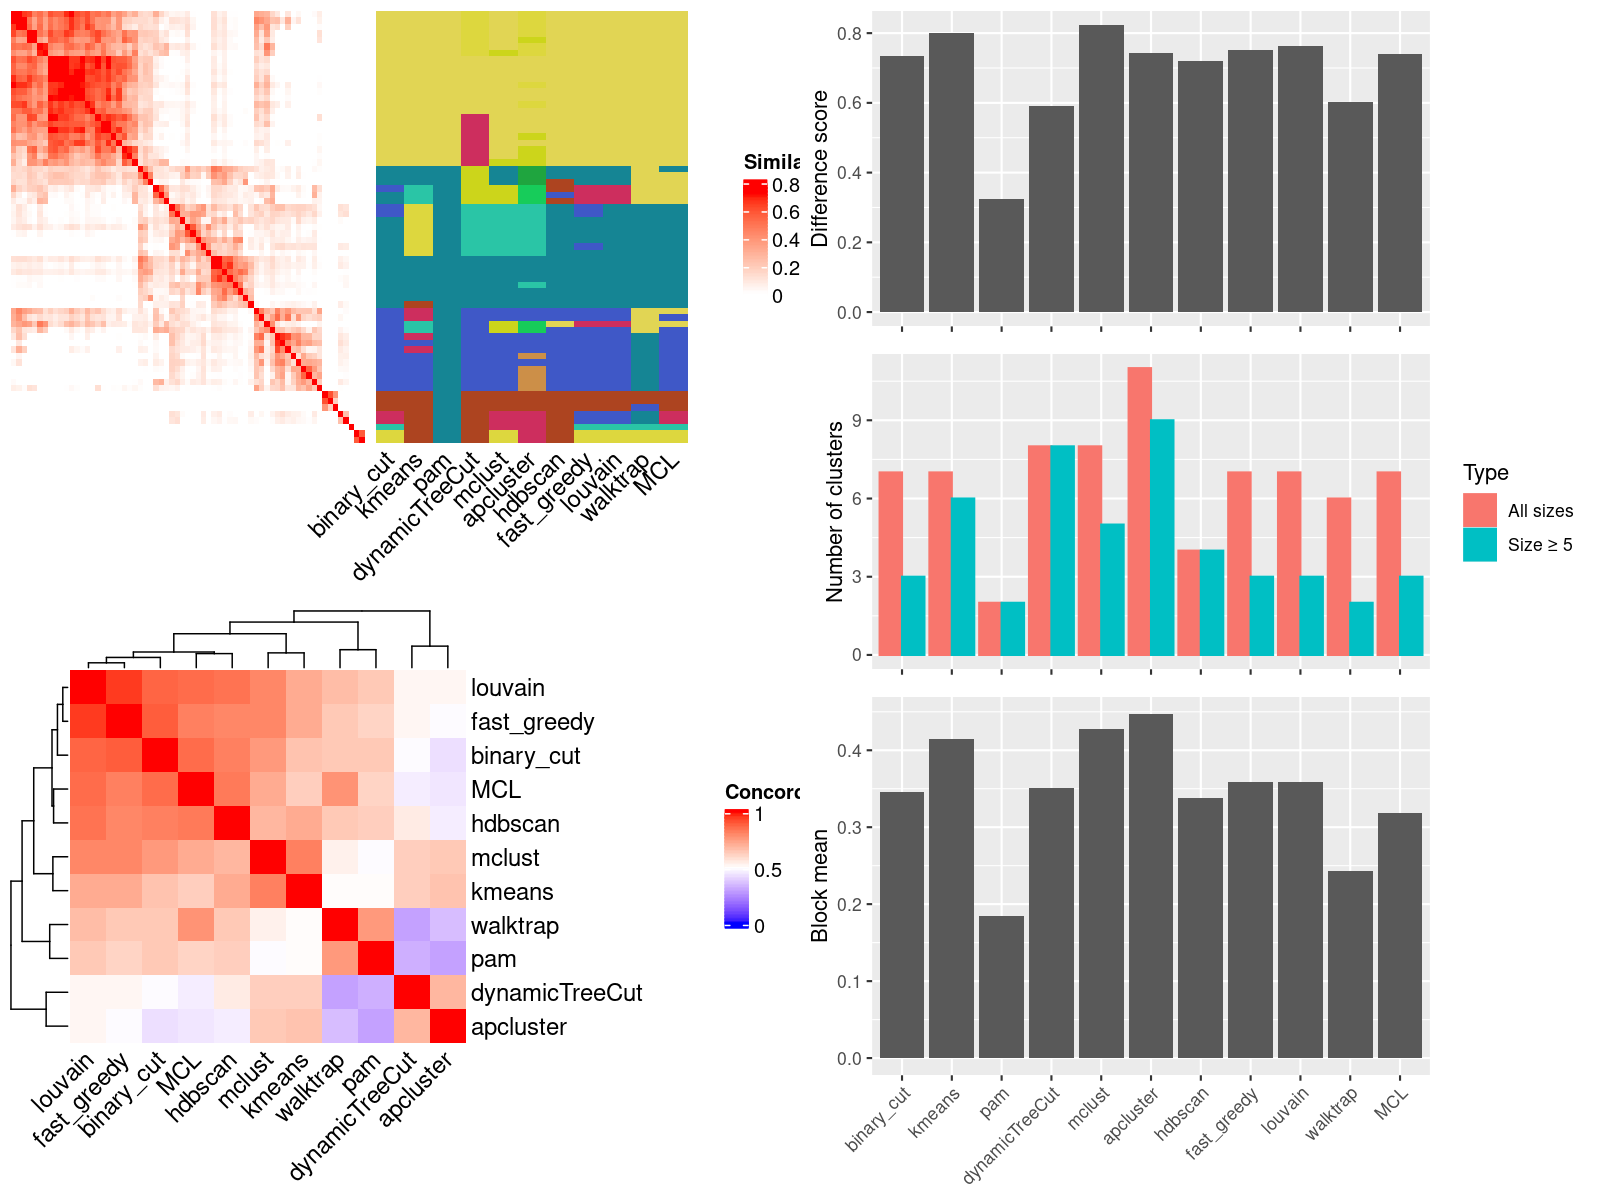 Simila
0.8
0.6
0.4
0.2
0
binary_cut
kmeans
pam
dynamicTreeCut
mclust
apcluster
hdbscan
fast_greedy
louvain
walktrap
MCL
louvain
fast_greedy
binary_cut
MCL
hdbscan
mclust
kmeans
walktrap
pam
dynamicTreeCut
apcluster
louvain
fast_greedy
binary_cut
MCL
hdbscan
mclust
kmeans
walktrap
pam
dynamicTreeCut
apcluster
Concord
1
0.5
0
Difference score
0.8
0.6
0.4
0.2
0.0
Number of clusters
9
6
3
0
Type
All sizes
Size ≥ 5
Block mean
0.4
0.3
0.2
0.1
0.0
binary_cut
kmeans
pam
dynamicTreeCut
mclust
apcluster
hdbscan
fast_greedy
louvain
walktrap
MCL